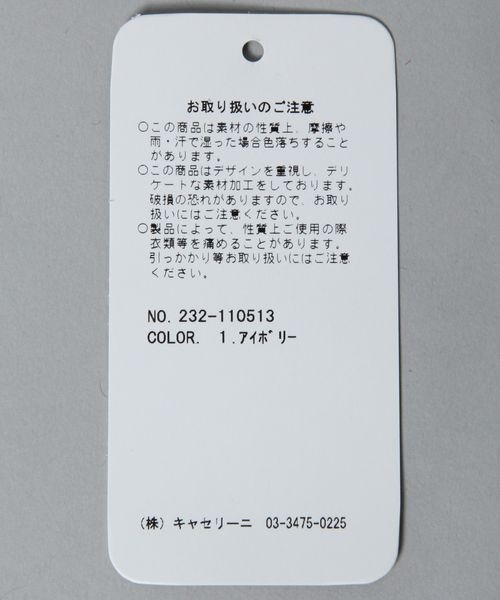 お取り扱いのご注意
○この商品は素材の性質上、摩擦や
雨・汗で湿った場合色落ちすること
があります。
○この商品はデザインを重視し、デリ
ケートな素材加工をしております。
破損の恐れがありますので、お取り
扱いにはご注意ください。
○製品によって、性質上ご使用の際
衣類等を痛めることがあります。
引っかかり等お取り扱いにはご注意
ください。
NO. 232-110513
COLOR. 1.ｱｲﾎﾞﾘｰ
(株) キャセリーニ 03-3475-0225